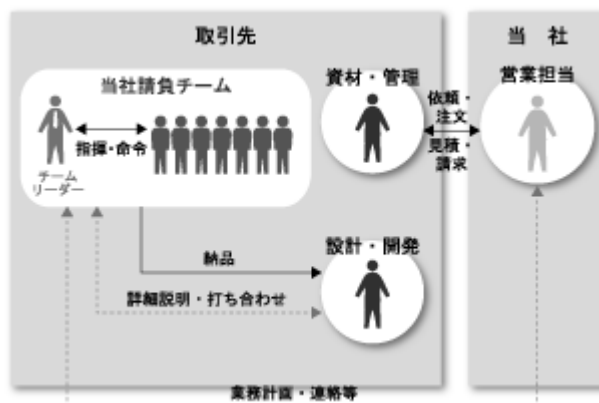 取引先
当社
当社請負チーム
資材・管理
営業担当
依頼・
注文
指揮・命令
見積・
請求
チーム
リーダー
設計・開発
納品
詳細説明・打ち合わせ
業務計画・連絡等